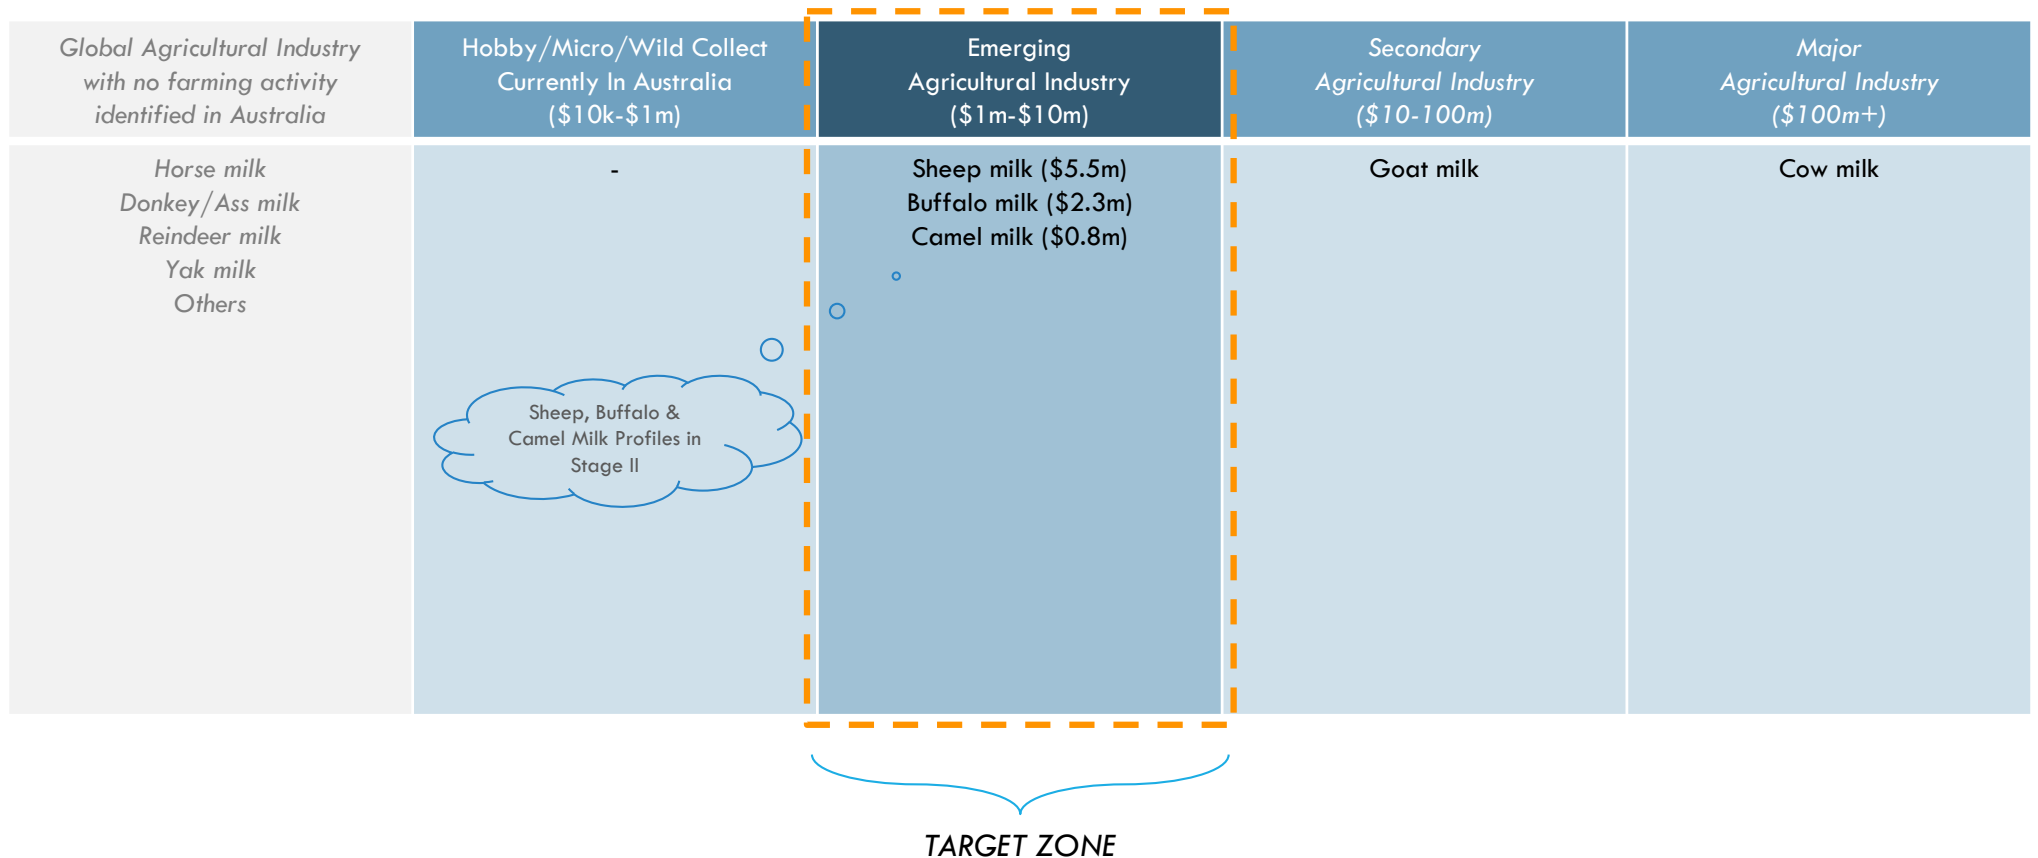 Global Agricultural Industry
with no farming activity
identified in Australia
Hobby/Micro/Wild Collect
Currently In Australia
($10k-$1m)
Emerging
Agricultural Industry
($1m-$10m)
Secondary
Agricultural Industry
($10-100m)
Major
Agricultural Industry
($100m+)
Horse milk
Donkey/Ass milk
Reindeer milk
Yak milk
Others
-
Sheep milk ($5.5m)
Buffalo milk ($2.3m)
Camel milk ($0.8m)
Goat milk
Cow milk
Sheep, Buffalo &
Camel Milk Profiles in
Stage II
TARGET ZONE